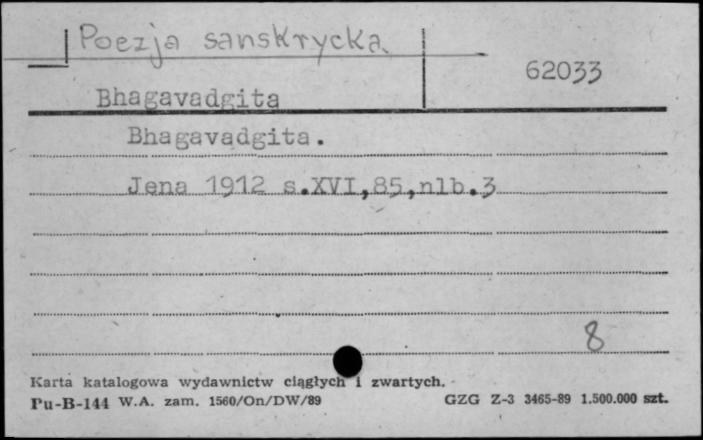 Poezja sanskrycka
62033
Bhagavadgita
Bhagavadgita.
Jena 1912 s.XVI,85,nlb.3
8
Karta katalogowa wydawnictw ciągłych i zwartych.
Pu-B-144 W.A. zam. 1560/On/DW/89 GZG Z-3 3465-89 1.500.000 szt.